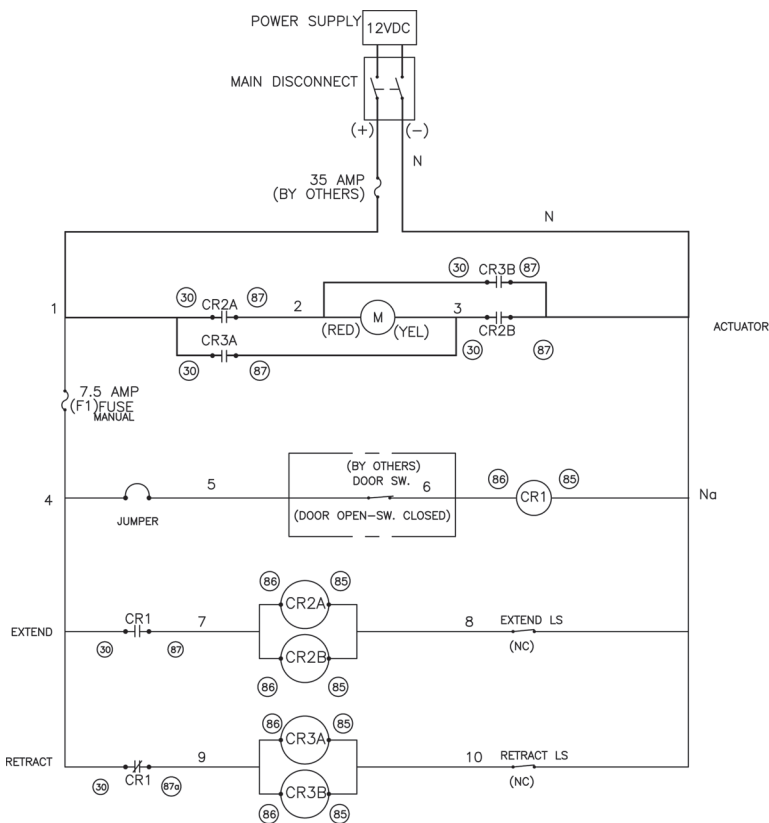 POWER SUPPLY
12VDC
MAIN DISCONNECT
(+) (-)
N
35 AMP
(BY OTHERS)
N
30 CR3B 87
30 CR2A 87 2 3
1
M
(RED) (YEL)
CR2B
CR3A
30 87 30 87
ACTUATOR
7.5 AMP
(F1)FUSE
MANUAL
(BY OTHERS)
DOOR SW.
4 5 6 86 CR1 85 Na
(DOOR OPEN-SW. CLOSED)
JUMPER
86 85
CR2A
EXTEND CR1 7 8 EXTEND LS
30 87 (NC)
CR2B
86 85
86 85
CR3A
RETRACT 9 10 RETRACT LS
30 CR1 87a (NC)
CR3B
86 85